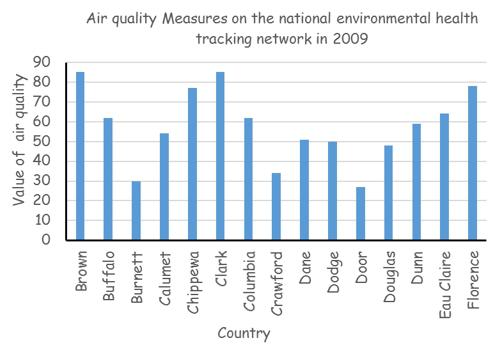 Air quality Measures on the national environmental health
tracking network in 2009
Value of  air quality
90
80
70
60
50
40
30
20
10
0
Brown
Buffalo
Burnett
Calumet
Chippewa
Clark
Columbia
Crawford
Dane
Dodge
Door
Douglas
Dunn
Eau Claire
Florence
Country